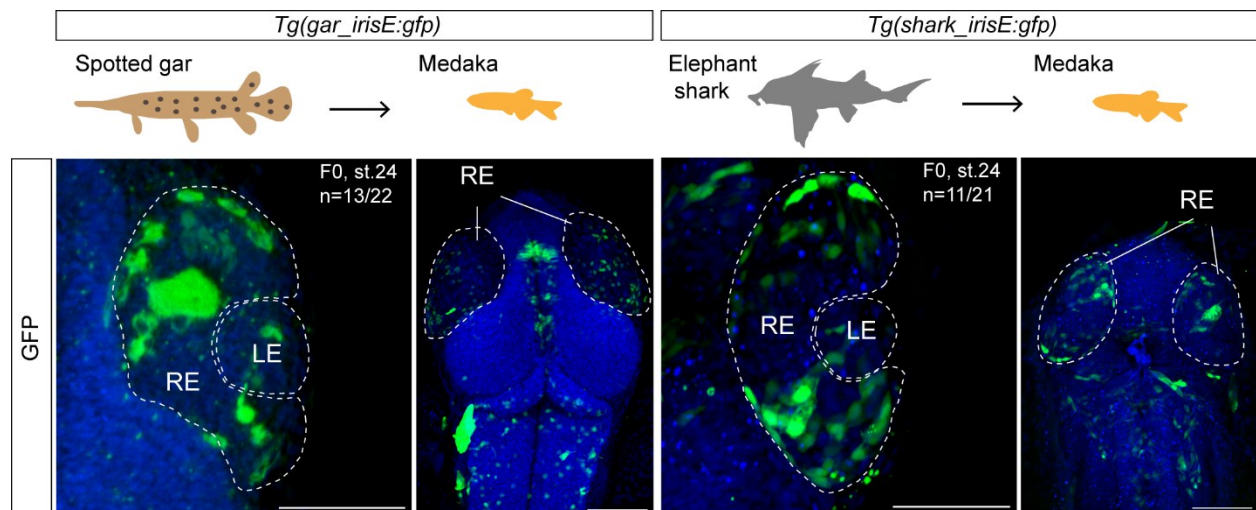 Tg(gar_irisE:gfp)
Tg(shark_irisE:gfp)
Spotted gar
Medaka
Elephant
shark
Medaka
GFP
F0, st.24
n=13/22
RE
LE
RE
F0, st.24
n=11/21
RE
LE
RE